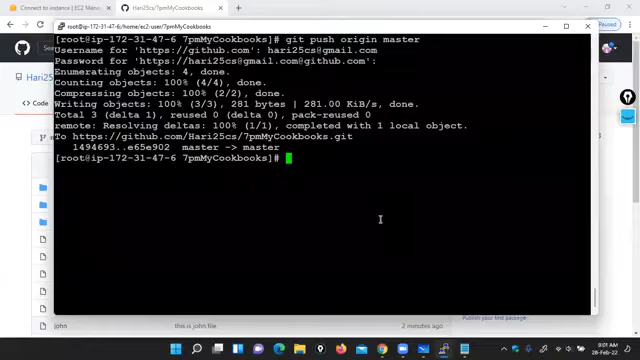 Connect to instance | EC2 Manag
Hari25cs/7pmMyCookbooks
root@ip-172-31-47-6:/home/ec2-user/7pmMyCookbooks
[root@ip-172-31-47-6 7pmMyCookbooks]# git push origin master
Username for 'https://github.com': hari25cs@gmail.com
Password for 'https://hari25cs@gmail.com@github.com':
Enumerating objects: 4, done.
Counting objects: 100% (4/4), done.
Compressing objects: 100% (2/2), done.
Writing objects: 100% (3/3), 281 bytes | 281.00 KiB/s, done.
Total 3 (delta 1), reused 0 (delta 0), pack-reused 0
remote: Resolving deltas: 100% (1/1), completed with 1 local object.
To https://github.com/Hari25cs/7pmMyCookbooks.git
1494693..e65e902 master -> master
[root@ip-172-31-47-6 7pmMyCookbooks]#
Hari25
<> Code
Publish your first package
john
this is john file
2 minutes ago
9:01 AM
28-Feb-22